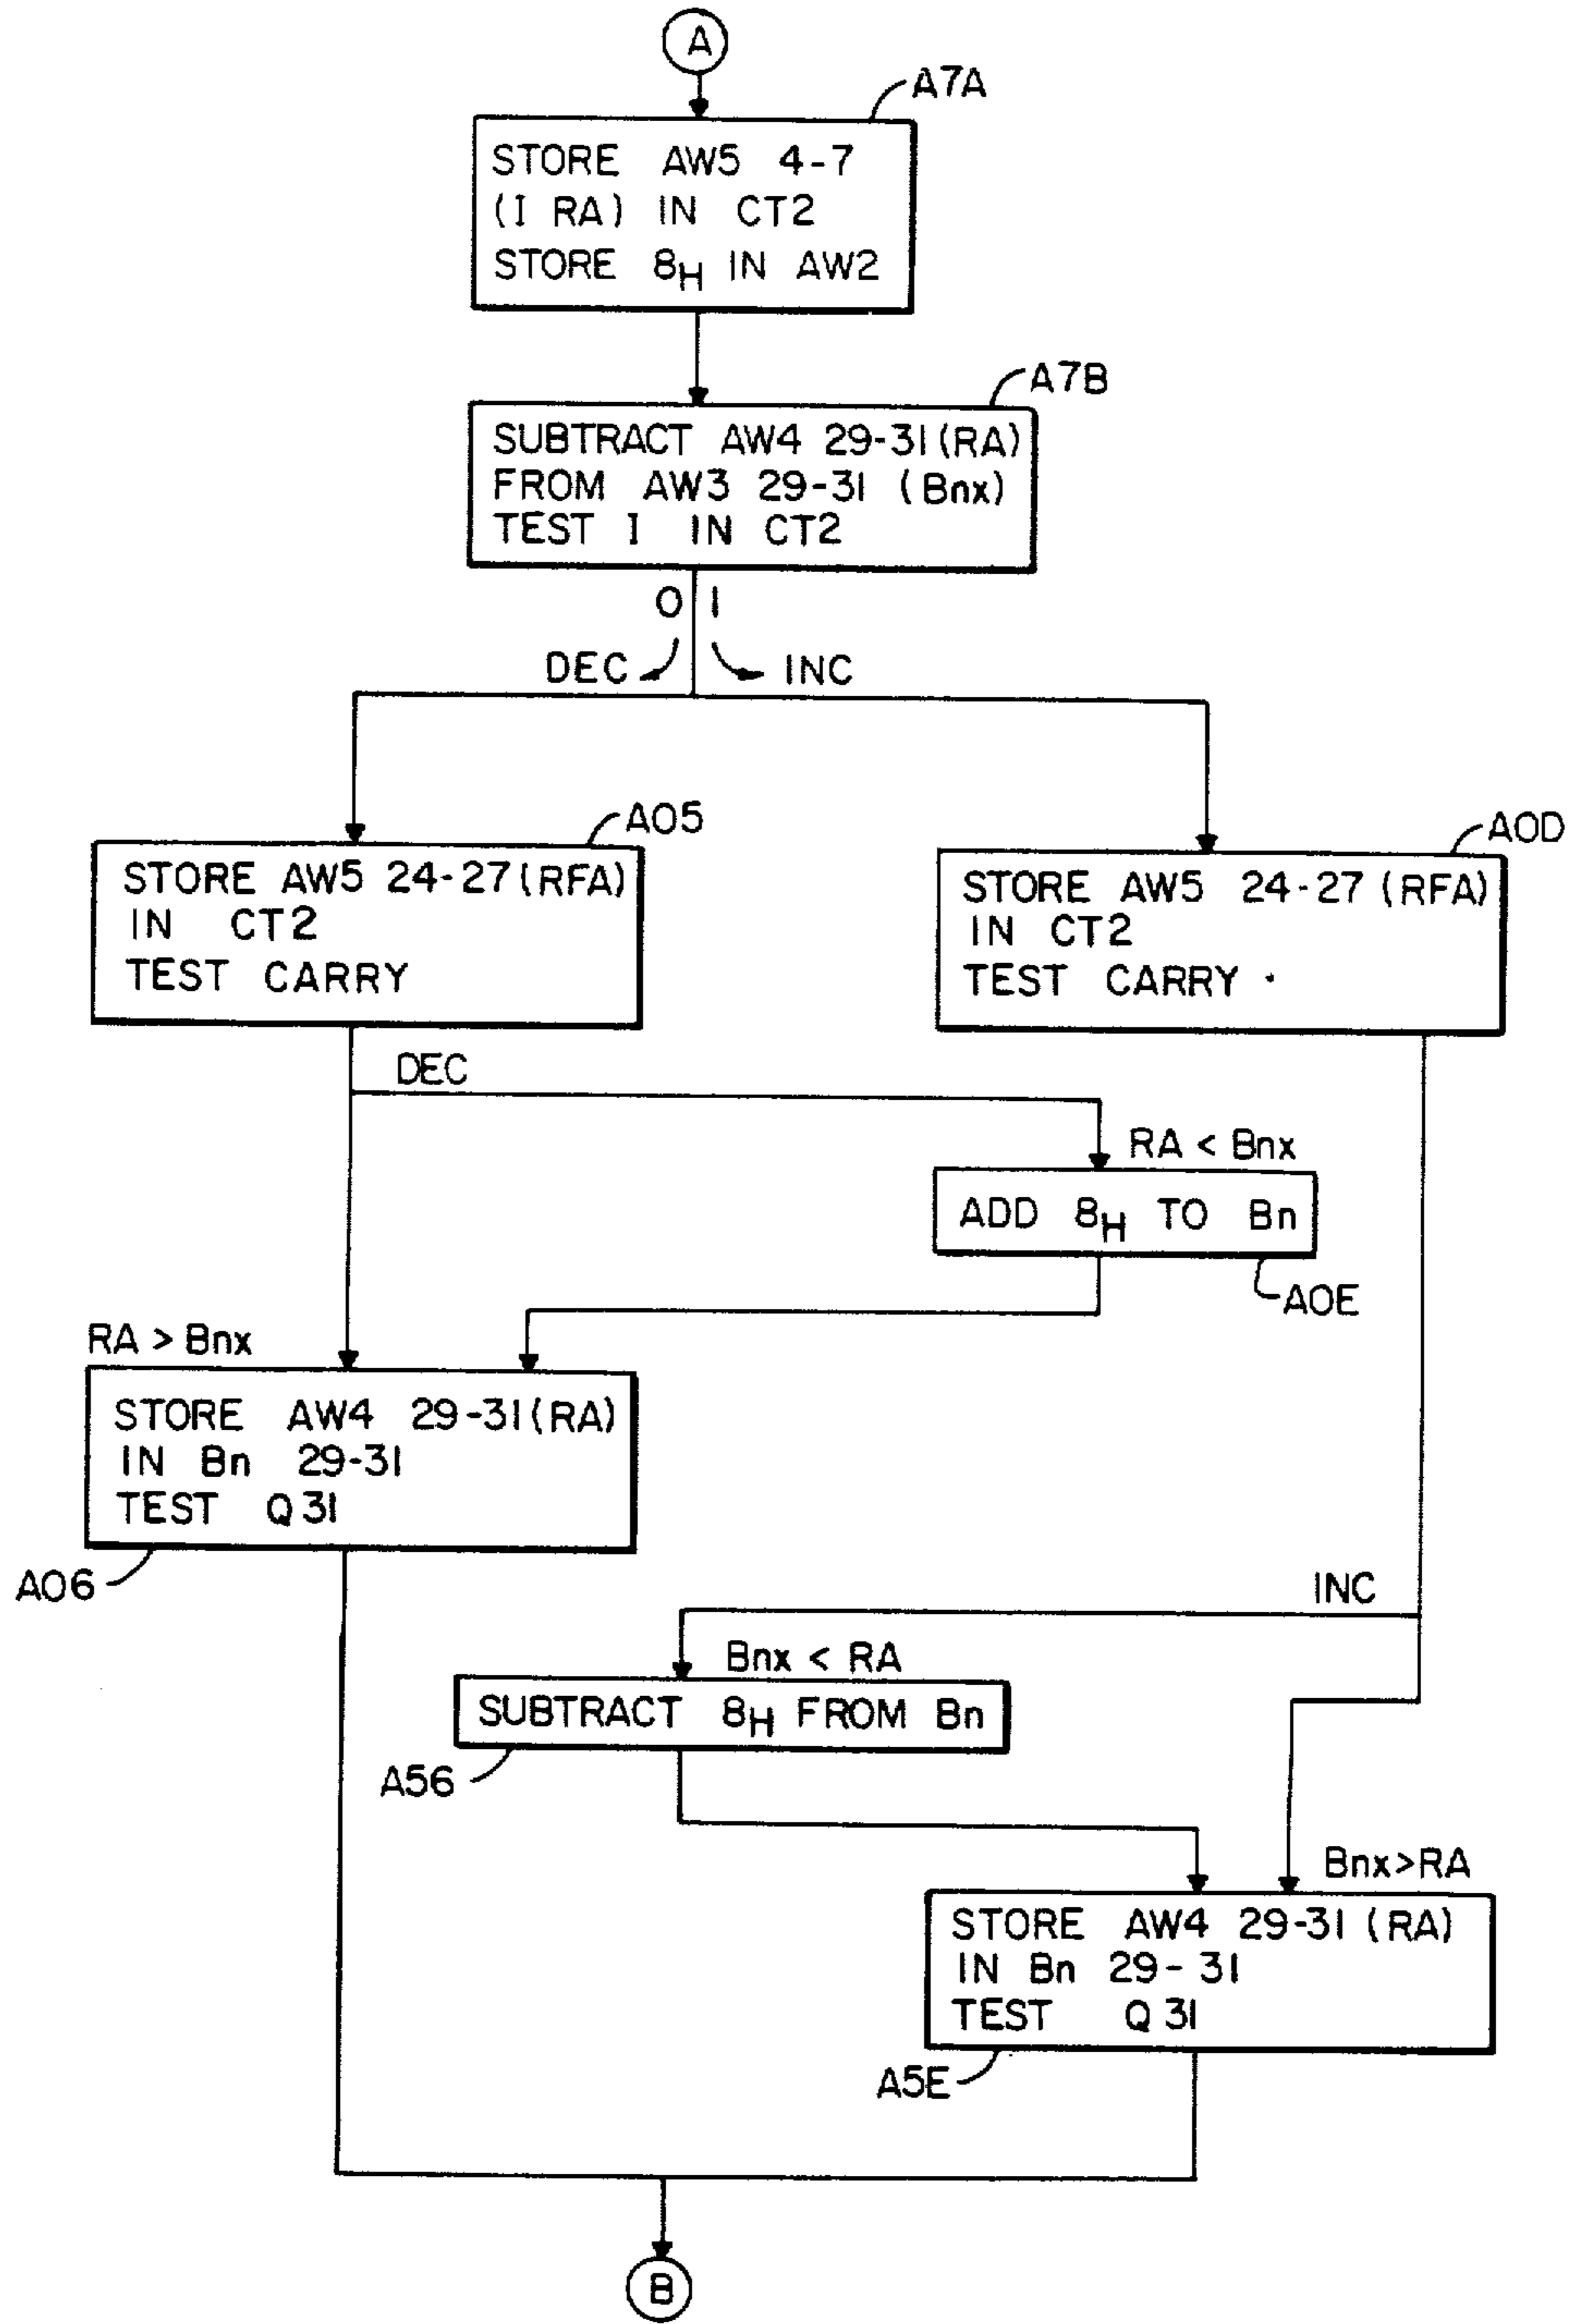 A
A7A
STORE AW5 4-7
(I RA) IN CT2
STORE 8H IN AW2
A7B
SUBTRACT AW4 29-31(RA)
FROM AW3 29-31 (Bnx)
TEST I IN CT2
0 1
DEC INC
A05
STORE AW5 24-27(RFA)
IN CT2
TEST CARRY
A0D
STORE AW5 24-27 (RFA)
IN CT2
TEST CARRY
DEC
RA < Bnx
ADD 8H TO Bn
A0E
RA > Bnx
STORE AW4 29-31(RA)
IN Bn 29-31
TEST Q31
A06
INC
Bnx < RA
SUBTRACT 8H FROM Bn
A56
Bnx>RA
STORE AW4 29-31 (RA)
IN Bn 29-31
TEST Q31
A5E
B